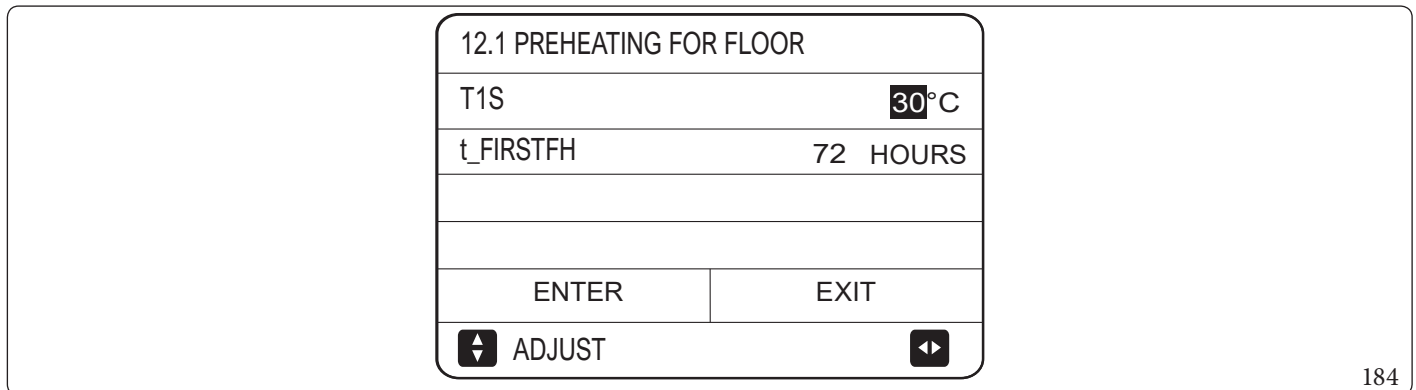 12.1 PREHEATING FOR FLOOR
T1S 30°C
t_FIRSTFH 72 HOURS
ENTER EXIT
ADJUST
184